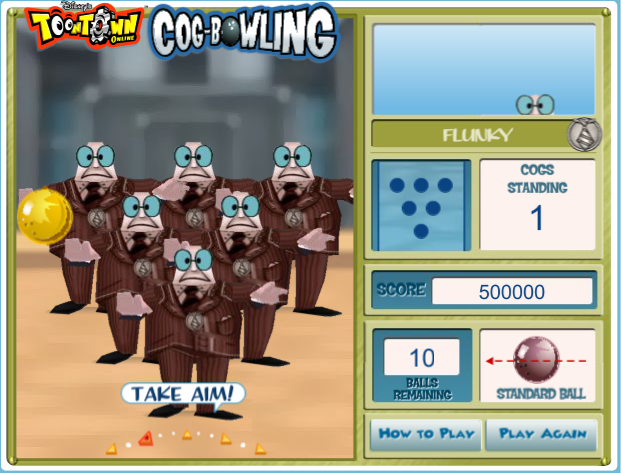 Disney's
TOONTOWN
ONLINE
COG-BOWLING
FLUNKY
COGS
STANDING
1
SCORE 500000
10
BALLS
REMAINING
STANDARD BALL
TAKE AIM!
HOW TO PLAY
PLAY AGAIN